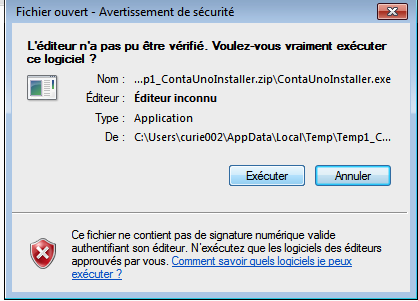 Fichier ouvert - Avertissement de sécurité
L'éditeur n'a pas pu être vérifié. Voulez-vous vraiment exécuter
ce logiciel ?
Nom : ...p1_ContaUnoInstaller.zip\ContaUnoInstaller.exe
Éditeur : Éditeur inconnu
Type : Application
De : C:\Users\curie002\AppData\Local\Temp\Temp1_C...
Exécuter Annuler
Ce fichier ne contient pas de signature numérique valide
authentifiant son éditeur. N'exécutez que les logiciels des éditeurs
approuvés par vous. Comment savoir quels logiciels je peux
exécuter ?